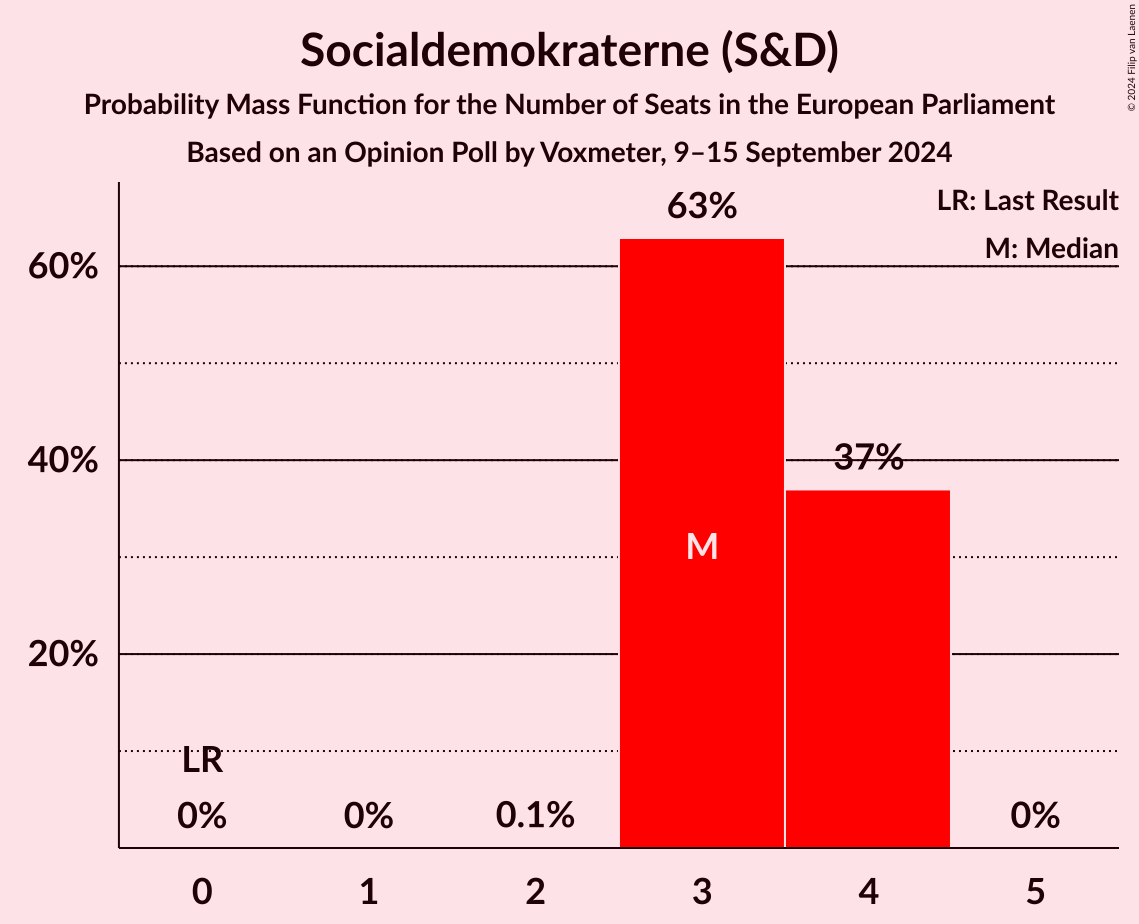 Socialdemokraterne (S&D)
Probability Mass Function for the Number of Seats in the European Parliament
Based on an Opinion Poll by Voxmeter, 9–15 September 2024
© 2024 Filip van Laenen
LR: Last Result
M: Median
63%
60%
40%
37%
M
20%
LR
0%
0%
0.1%
0%
0
1
2
3
4
5